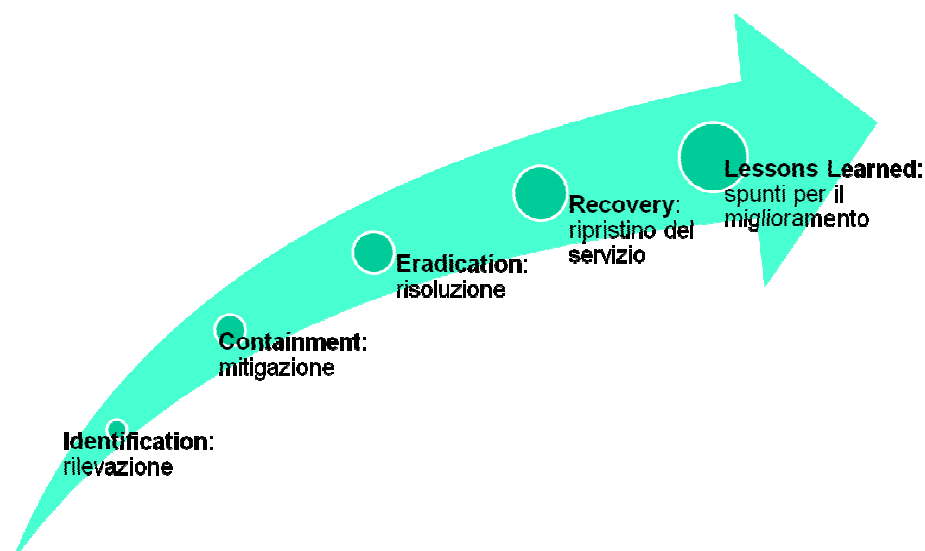 Lessons Learned:
spunti per il
miglioramento
Recovery:
ripristino del
servizio
Eradication:
risoluzione
Containment:
mitigazione
Identification:
rilevazione